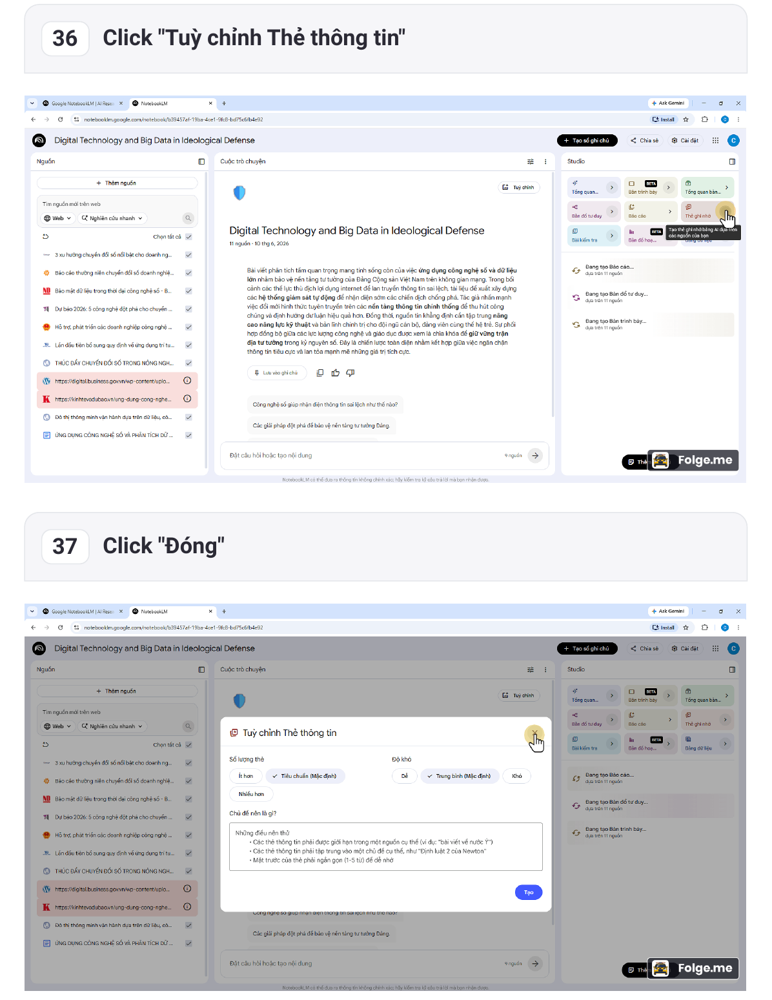 36 Click "Tuỳ chỉnh Thẻ thông tin"
Google NotebookLM | AI Resea
NotebookLM
Ask Gemini
notebooklm.google.com/notebook/b39457af-19ba-4ce1-9fc8-bd75c6fb4e92
Install
Digital Technology and Big Data in Ideological Defense
Tạo sổ ghi chú
Chia sẻ
Cài đặt
C
Nguồn
Thêm nguồn
Tìm nguồn mới trên web
Web
Nghiên cứu nhanh
Chọn tất cả
3 xu hướng chuyển đổi số nổi bật cho doanh ng...
Báo cáo thường niên chuyển đổi số doanh nghiệ...
Bảo mật dữ liệu trong thời đại công nghệ số - B...
Dự báo 2026: 5 công nghệ đột phá cho chuyển ...
Hỗ trợ, phát triển các doanh nghiệp công nghệ ...
Lần đầu tiên bổ sung quy định về ứng dụng trí tu...
THÚC ĐẨY CHUYỂN ĐỔI SỐ TRONG NÔNG NGH...
https://digital.business.gov.vn/wp-content/uplo...
https://kinhtevadubao.vn/ung-dung-cong-nghe...
Đô thị thông minh vận hành dựa trên dữ liệu, cô...
ỨNG DỤNG CÔNG NGHỆ SỐ VÀ PHÂN TÍCH DỮ ...
Cuộc trò chuyện
Tuỳ chỉnh
Digital Technology and Big Data in Ideological Defense
11 nguồn · 10 thg 6, 2026
Bài viết phân tích tầm quan trọng mang tính sống còn của việc ứng dụng công nghệ số và dữ liệu
lớn nhằm bảo vệ nền tảng tư tưởng của Đảng Cộng sản Việt Nam trên không gian mạng. Trong bối
cảnh các thế lực thù địch lợi dụng internet để lan truyền thông tin sai lệch, tài liệu đề xuất xây dựng
các hệ thống giám sát tự động để nhận diện sớm các chiến dịch chống phá. Tác giả nhấn mạnh
việc đổi mới hình thức tuyên truyền trên các nền tảng thông tin chính thống để thu hút công
chúng và định hướng dư luận hiệu quả hơn. Đồng thời, nguồn tin khẳng định cần tập trung nâng
cao năng lực kỹ thuật và bản lĩnh chính trị cho đội ngũ cán bộ, đảng viên cùng thế hệ trẻ. Sự phối
hợp đồng bộ giữa các lực lượng công nghệ và giáo dục được xem là chìa khóa để giữ vững trận
địa tư tưởng trong kỷ nguyên số. Đây là chiến lược toàn diện nhằm kết hợp giữa việc ngăn chặn
thông tin tiêu cực và lan tỏa mạnh mẽ những giá trị tích cực.
Lưu vào ghi chú
Công nghệ số giúp nhận diện thông tin sai lệch như thế nào?
Các giải pháp đột phá để bảo vệ nền tảng tư tưởng Đảng.
Đặt câu hỏi hoặc tạo nội dung
9 nguồn
NotebookLM có thể đưa ra thông tin không chính xác; hãy kiểm tra kỹ câu trả lời mà bạn nhận được.
Studio
Tổng quan...
BETA
Bản trình bày
Tổng quan bằn...
Bản đồ tư duy
Báo cáo
Thẻ ghi nhớ
Bài kiểm tra
BETA
Bản đồ hoạ...
Bảng dữ liệu
Tạo thẻ ghi nhớ bằng AI dựa trên
các nguồn của bạn
Đang tạo Báo cáo...
dựa trên 11 nguồn
Đang tạo Bản đồ tư duy...
dựa trên 11 nguồn
Đang tạo Bản trình bày...
dựa trên 11 nguồn
Thê
Folge.me
37 Click "Đóng"
Google NotebookLM | AI Resea
NotebookLM
Ask Gemini
notebooklm.google.com/notebook/b39457af-19ba-4ce1-9fc8-bd75c6fb4e92
Install
Digital Technology and Big Data in Ideological Defense
Tạo sổ ghi chú
Chia sẻ
Cài đặt
C
Nguồn
Thêm nguồn
Tìm nguồn mới trên web
Web
Nghiên cứu nhanh
Chọn tất cả
3 xu hướng chuyển đổi số nổi bật cho doanh ng...
Báo cáo thường niên chuyển đổi số doanh nghiệ...
Bảo mật dữ liệu trong thời đại công nghệ số - B...
Dự báo 2026: 5 công nghệ đột phá cho chuyển ...
Hỗ trợ, phát triển các doanh nghiệp công nghệ ...
Lần đầu tiên bổ sung quy định về ứng dụng trí tu...
THÚC ĐẨY CHUYỂN ĐỔI SỐ TRONG NÔNG NGH...
https://digital.business.gov.vn/wp-content/uplo...
https://kinhtevadubao.vn/ung-dung-cong-nghe...
Đô thị thông minh vận hành dựa trên dữ liệu, cô...
ỨNG DỤNG CÔNG NGHỆ SỐ VÀ PHÂN TÍCH DỮ ...
Cuộc trò chuyện
Tuỳ chỉnh
Tuỳ chỉnh Thẻ thông tin
Số lượng thẻ
Ít hơn
Tiêu chuẩn (Mặc định)
Nhiều hơn
Độ khó
Dễ
Trung bình (Mặc định)
Khó
Chủ đề nên là gì?
Những điều nên thử
• Các thẻ thông tin phải được giới hạn trong một nguồn cụ thể (ví dụ: "bài viết về nước Ý")
• Các thẻ thông tin phải tập trung vào một chủ đề cụ thể, như "Định luật 2 của Newton"
• Mặt trước của thẻ phải ngắn gọn (1-5 từ) để dễ nhớ
Tạo
Công nghệ số giúp nhận diện thông tin sai lệch như thế nào?
Các giải pháp đột phá để bảo vệ nền tảng tư tưởng Đảng.
Đặt câu hỏi hoặc tạo nội dung
9 nguồn
NotebookLM có thể đưa ra thông tin không chính xác; hãy kiểm tra kỹ câu trả lời mà bạn nhận được.
Studio
Tổng quan...
BETA
Bản trình bày
Tổng quan bằn...
Bản đồ tư duy
Báo cáo
Thẻ ghi nhớ
Bài kiểm tra
BETA
Bản đồ hoạ...
Bảng dữ liệu
Đang tạo Báo cáo...
dựa trên 11 nguồn
Đang tạo Bản đồ tư duy...
dựa trên 11 nguồn
Đang tạo Bản trình bày...
dựa trên 11 nguồn
Thê
Folge.me